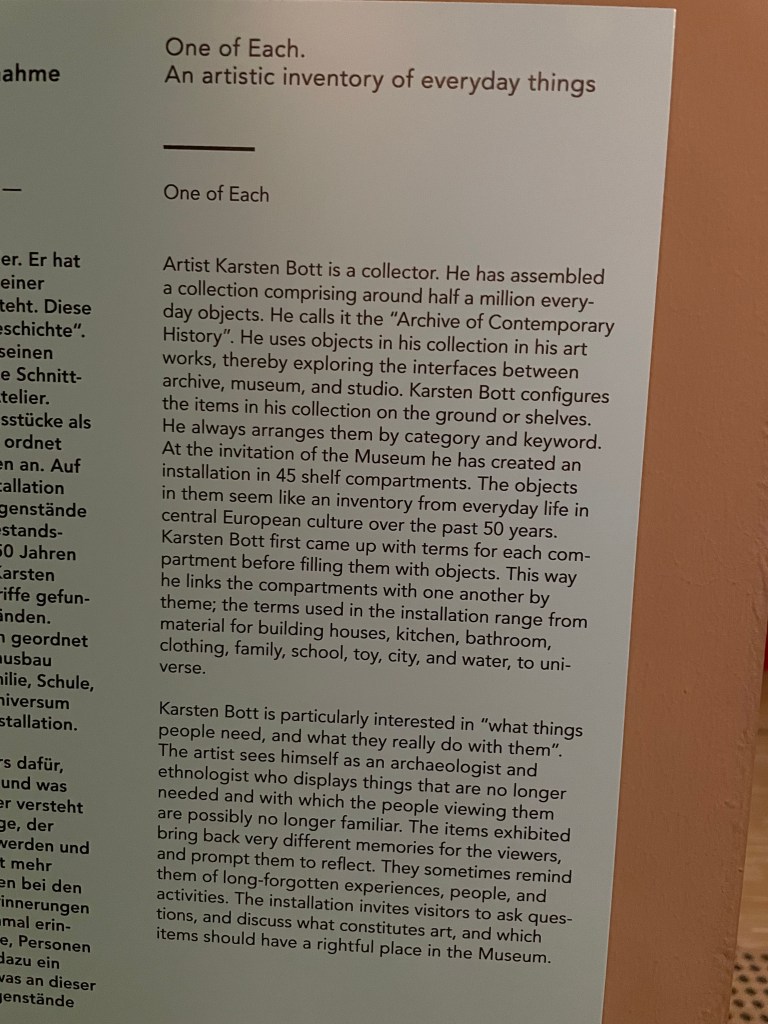 ahme
—
er. Er hat
einer
teht. Diese
eschichte“.
seinen
e Schnitt-
telier.
sstücke als
ordnet
en an. Auf
tallation
genstände
stands-
50 Jahren
Karsten
riffe gefun-
änden.
n geordnet
ausbau
milie, Schule,
niversum
stallation.
rs dafür,
und was
er versteht
ge, der
werden und
t mehr
en bei den
rinnerungen
mal erin-
e, Personen
dazu ein
was an dieser
genstände
One of Each.
An artistic inventory of everyday things
One of Each
Artist Karsten Bott is a collector. He has assembled
a collection comprising around half a million every-
day objects. He calls it the “Archive of Contemporary
History”. He uses objects in his collection in his art
works, thereby exploring the interfaces between
archive, museum, and studio. Karsten Bott configures
the items in his collection on the ground or shelves.
He always arranges them by category and keyword.
At the invitation of the Museum he has created an
installation in 45 shelf compartments. The objects
in them seem like an inventory from everyday life in
central European culture over the past 50 years.
Karsten Bott first came up with terms for each com-
partment before filling them with objects. This way
he links the compartments with one another by
theme; the terms used in the installation range from
material for building houses, kitchen, bathroom,
clothing, family, school, toy, city, and water, to uni-
verse.
Karsten Bott is particularly interested in “what things
people need, and what they really do with them”.
The artist sees himself as an archaeologist and
ethnologist who displays things that are no longer
needed and with which the people viewing them
are possibly no longer familiar. The items exhibited
bring back very different memories for the viewers,
and prompt them to reflect. They sometimes remind
them of long-forgotten experiences, people, and
activities. The installation invites visitors to ask ques-
tions, and discuss what constitutes art, and which
items should have a rightful place in the Museum.